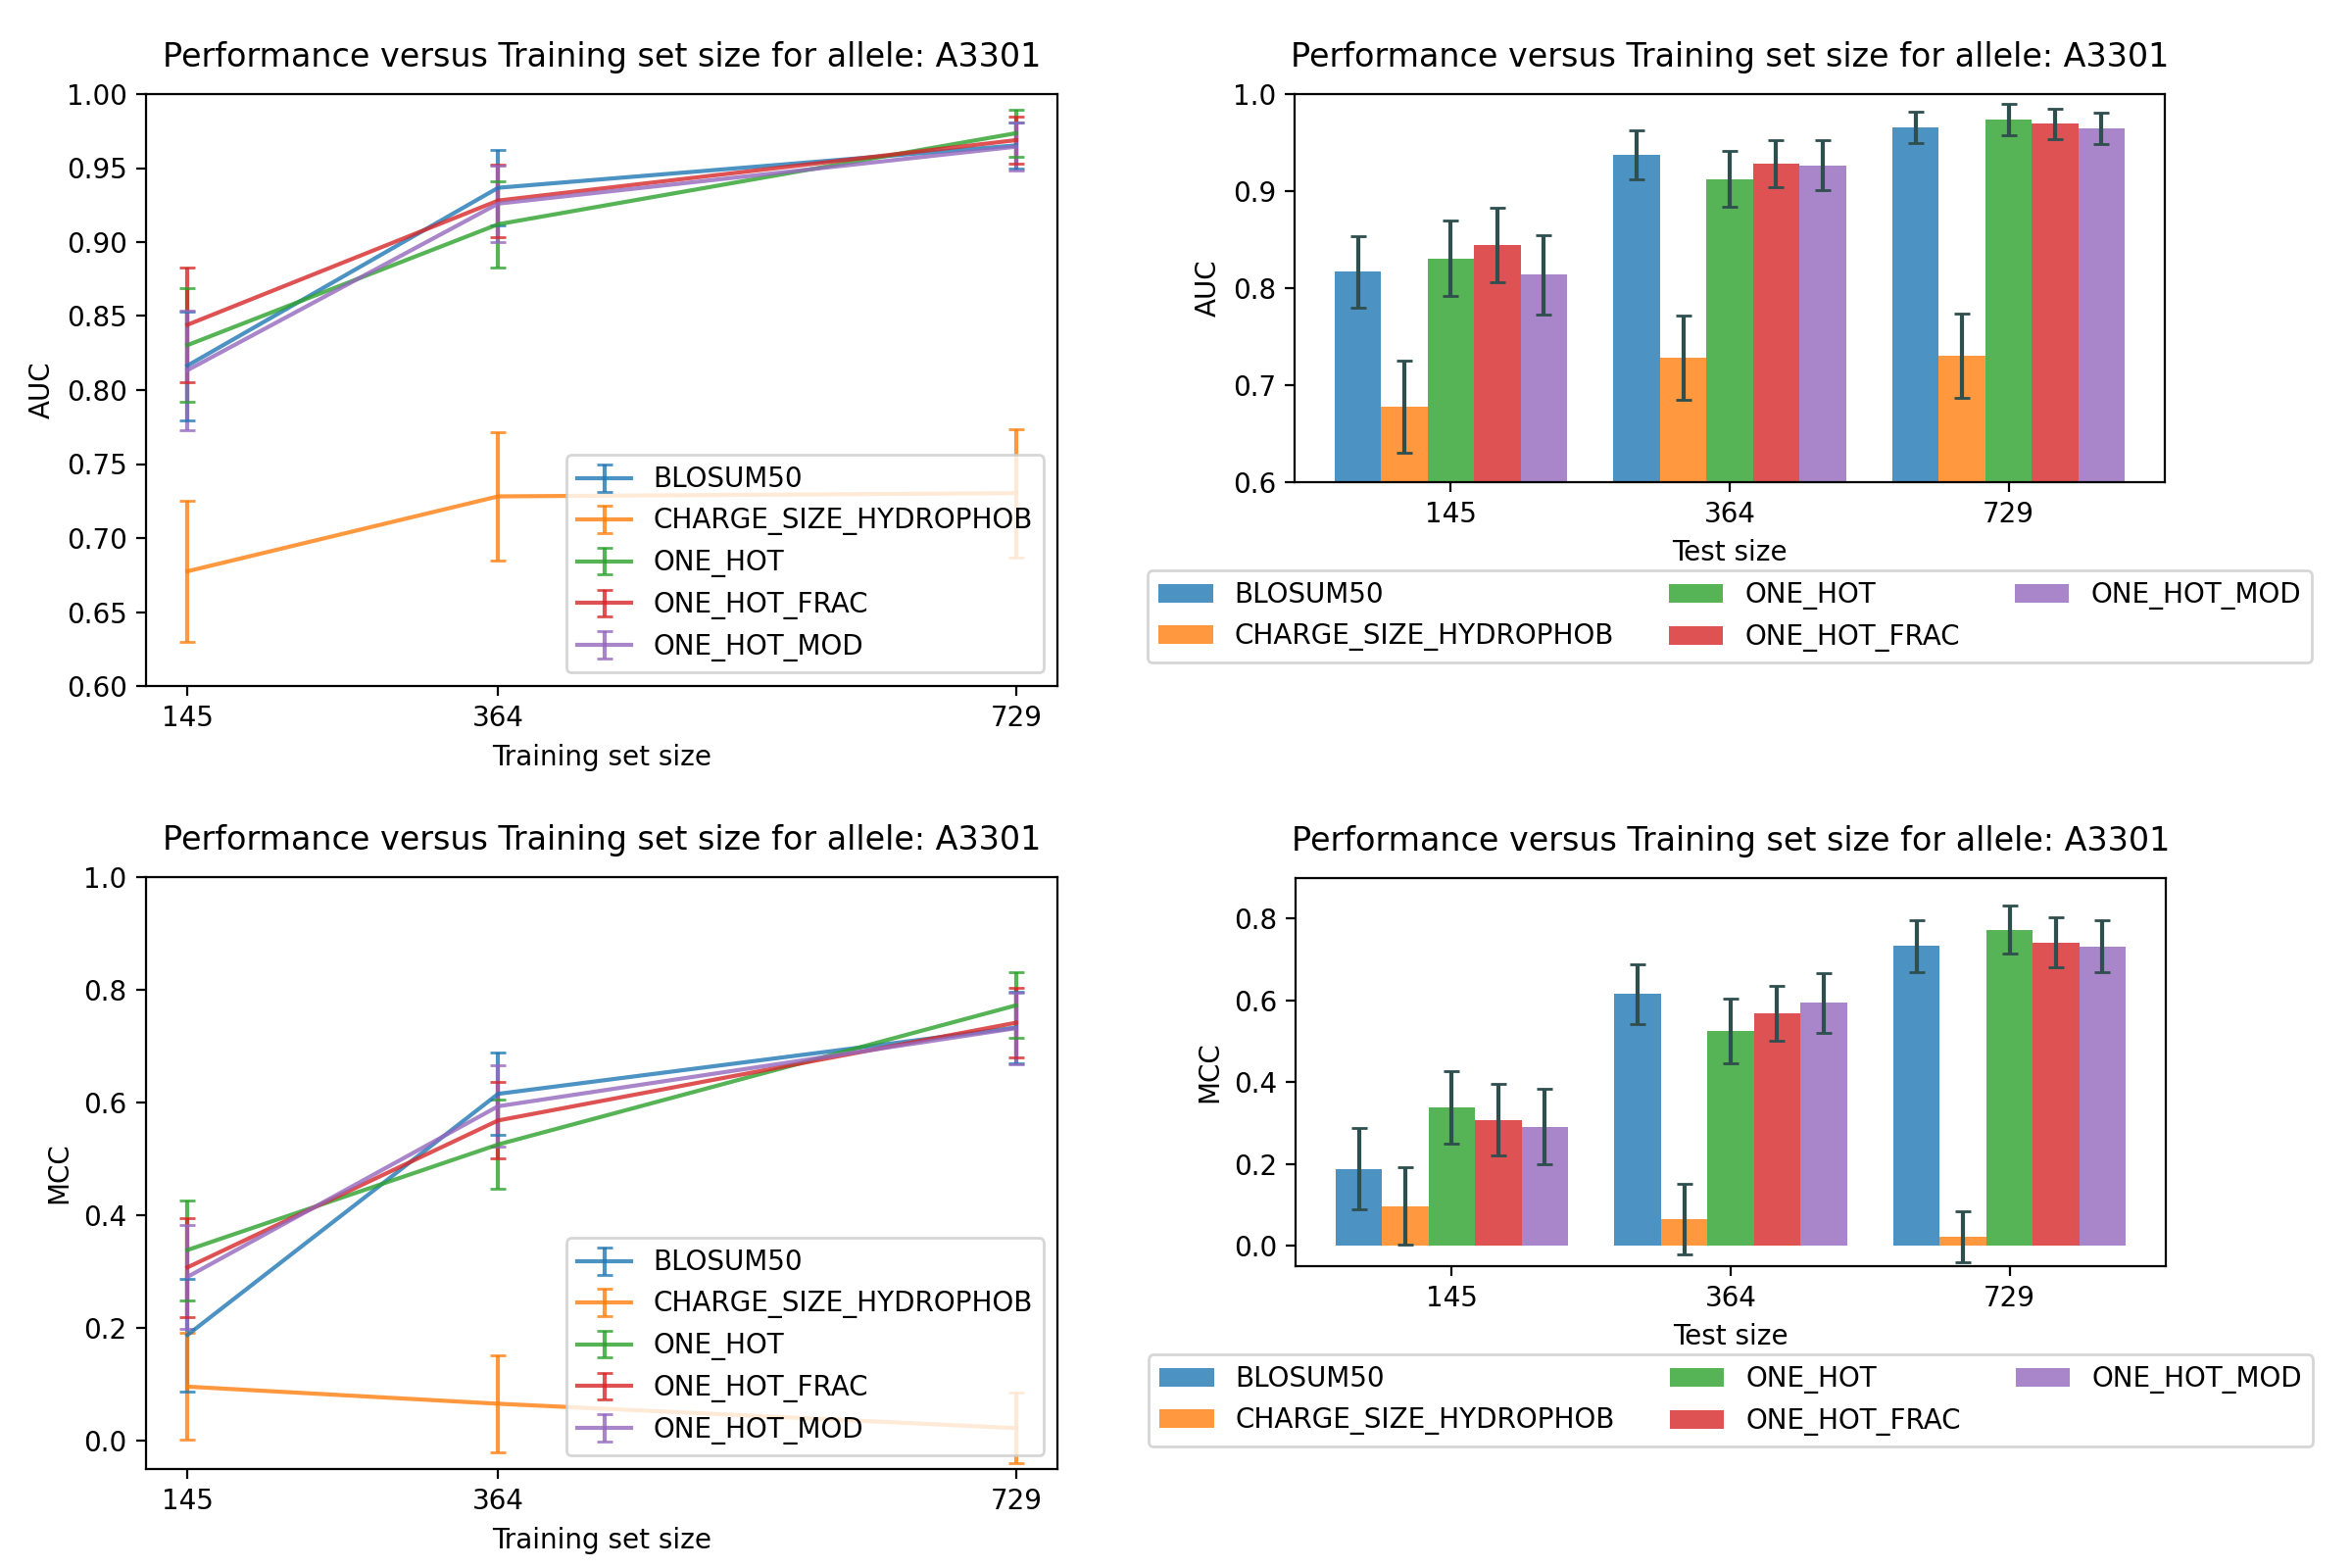 Performance versus Training set size for allele: A3301
1.00
0.95
0.90
0.85
0.80
0.75
0.70
0.65
0.60
AUC
BLOSUM50
CHARGE_SIZE_HYDROPHOB
ONE_HOT
ONE_HOT_FRAC
ONE_HOT_MOD
145 364 729
Training set size
Performance versus Training set size for allele: A3301
1.0
0.9
0.8
0.7
0.6
AUC
145 364 729
Test size
BLOSUM50 ONE_HOT ONE_HOT_MOD
CHARGE_SIZE_HYDROPHOB ONE_HOT_FRAC
Performance versus Training set size for allele: A3301
1.0
0.8
0.6
0.4
0.2
0.0
MCC
BLOSUM50
CHARGE_SIZE_HYDROPHOB
ONE_HOT
ONE_HOT_FRAC
ONE_HOT_MOD
145 364 729
Training set size
Performance versus Training set size for allele: A3301
0.8
0.6
0.4
0.2
0.0
MCC
145 364 729
Test size
BLOSUM50 ONE_HOT ONE_HOT_MOD
CHARGE_SIZE_HYDROPHOB ONE_HOT_FRAC